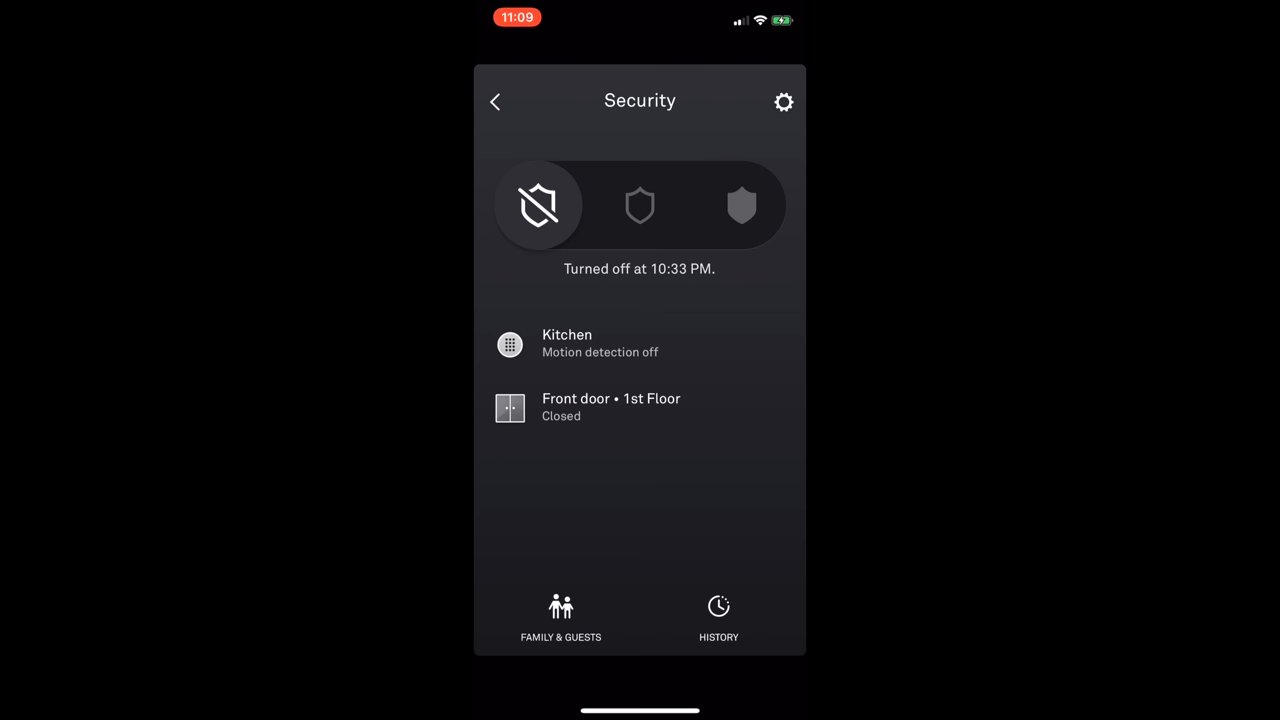 11:09
Security
Turned off at 10:33 PM.
Kitchen
Motion detection off
Front door • 1st Floor
Closed
FAMILY & GUESTS
HISTORY